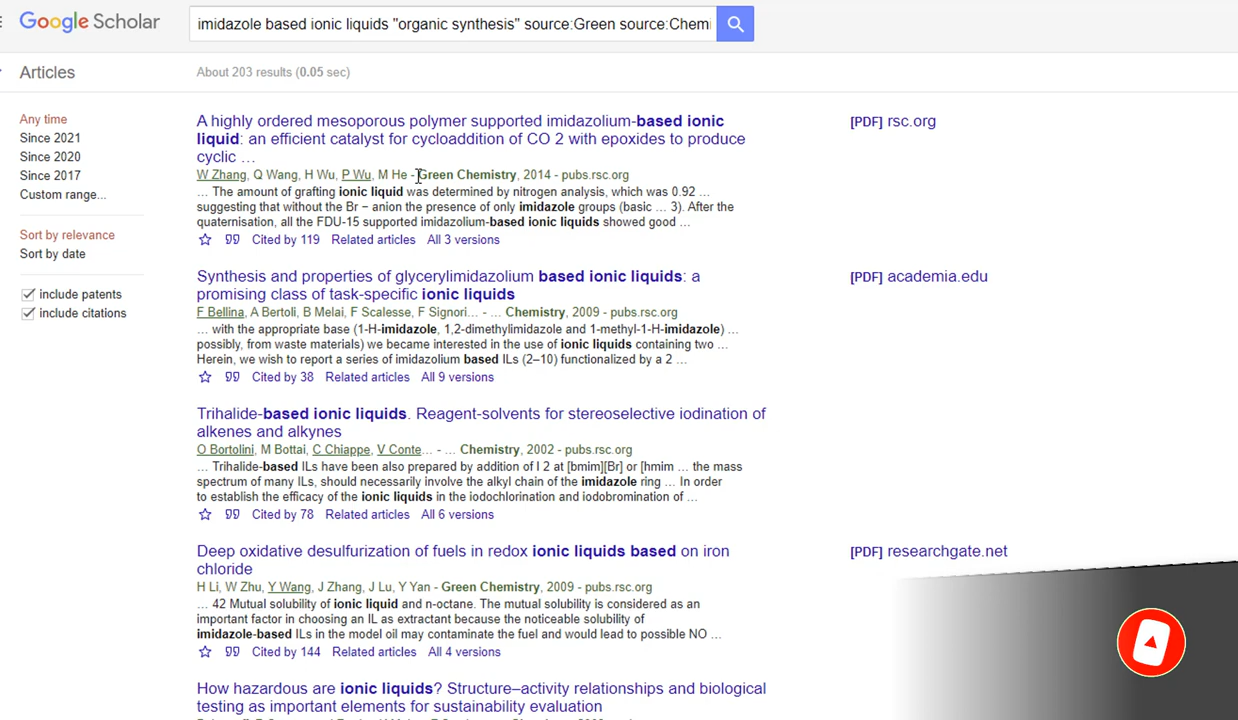 Google Scholar
imidazole based ionic liquids "organic synthesis" source:Green source:Chemi
Articles
About 203 results (0.05 sec)
Any time
Since 2021
Since 2020
Since 2017
Custom range...
Sort by relevance
Sort by date
include patents
include citations
A highly ordered mesoporous polymer supported imidazolium-based ionic
liquid: an efficient catalyst for cycloaddition of CO 2 with epoxides to produce
cyclic …
W Zhang, Q Wang, H Wu, P Wu, M He - Green Chemistry, 2014 - pubs.rsc.org
… The amount of grafting ionic liquid was determined by nitrogen analysis, which was 0.92 …
suggesting that without the Br − anion the presence of only imidazole groups (basic … 3). After the
quaternisation, all the FDU-15 supported imidazolium-based ionic liquids showed good …
Cited by 119 Related articles All 3 versions
[PDF] rsc.org
Synthesis and properties of glycerylimidazolium based ionic liquids: a
promising class of task-specific ionic liquids
F Bellina, A Bertoli, B Melai, F Scalesse, F Signori… - … Chemistry, 2009 - pubs.rsc.org
… with the appropriate base (1-H-imidazole, 1,2-dimethylimidazole and 1-methyl-1-H-imidazole) …
possibly, from waste materials) we became interested in the use of ionic liquids containing two …
Herein, we wish to report a series of imidazolium based ILs (2–10) functionalized by a 2 …
Cited by 38 Related articles All 9 versions
[PDF] academia.edu
Trihalide-based ionic liquids. Reagent-solvents for stereoselective iodination of
alkenes and alkynes
O Bortolini, M Bottai, C Chiappe, V Conte… - … Chemistry, 2002 - pubs.rsc.org
… Trihalide-based ILs have been also prepared by addition of I 2 at [bmim][Br] or [hmim … the mass
spectrum of many ILs, should necessarily involve the alkyl chain of the imidazole ring … In order
to establish the efficacy of the ionic liquids in the iodochlorination and iodobromination of …
Cited by 78 Related articles All 6 versions
Deep oxidative desulfurization of fuels in redox ionic liquids based on iron
chloride
H Li, W Zhu, Y Wang, J Zhang, J Lu, Y Yan - Green Chemistry, 2009 - pubs.rsc.org
… 42 Mutual solubility of ionic liquid and n-octane. The mutual solubility is considered as an
important factor in choosing an IL as extractant because the noticeable solubility of
imidazole-based ILs in the model oil may contaminate the fuel and would lead to possible NO …
Cited by 144 Related articles All 4 versions
[PDF] researchgate.net
How hazardous are ionic liquids? Structure–activity relationships and biological
testing as important elements for sustainability evaluation